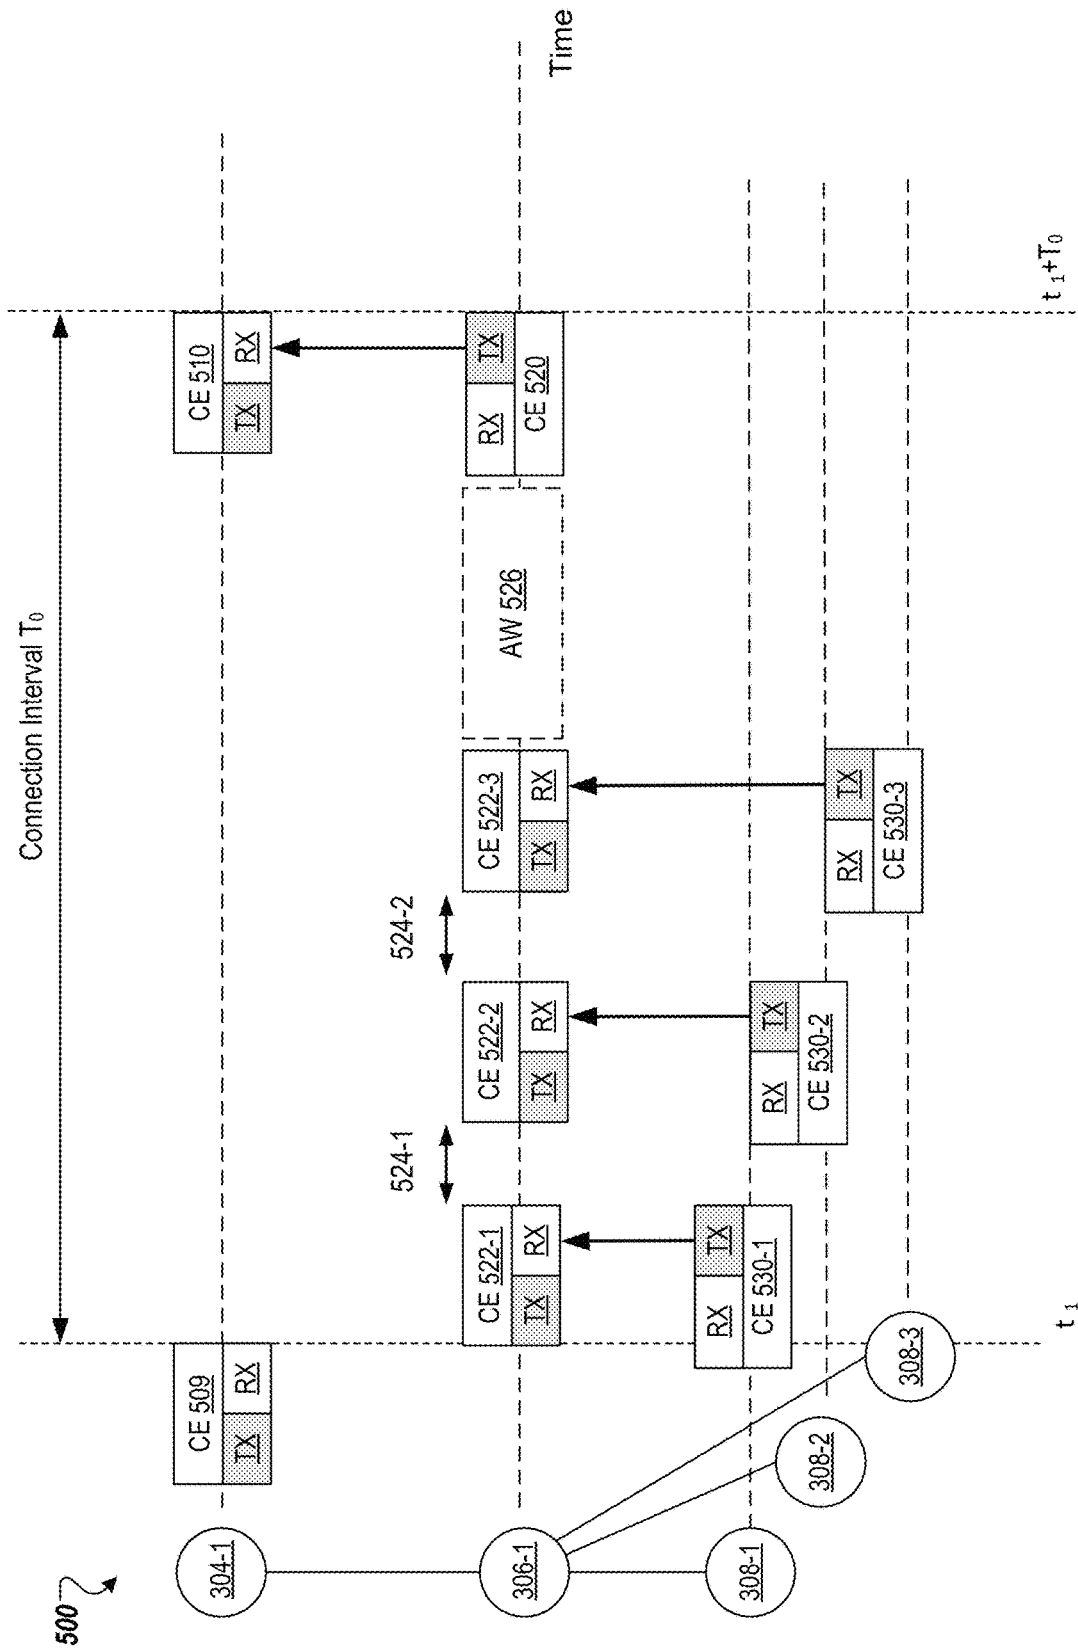 500
Connection Interval T0
304-1
CE 509
TX
RX
CE 510
TX
RX
524-1
524-2
306-1
CE 522-1
TX
RX
CE 522-2
TX
RX
CE 522-3
TX
RX
AW 526
RX
TX
CE 520
Time
308-1
RX
TX
CE 530-1
RX
TX
CE 530-2
RX
TX
CE 530-3
308-2
308-3
t1
t1+T0